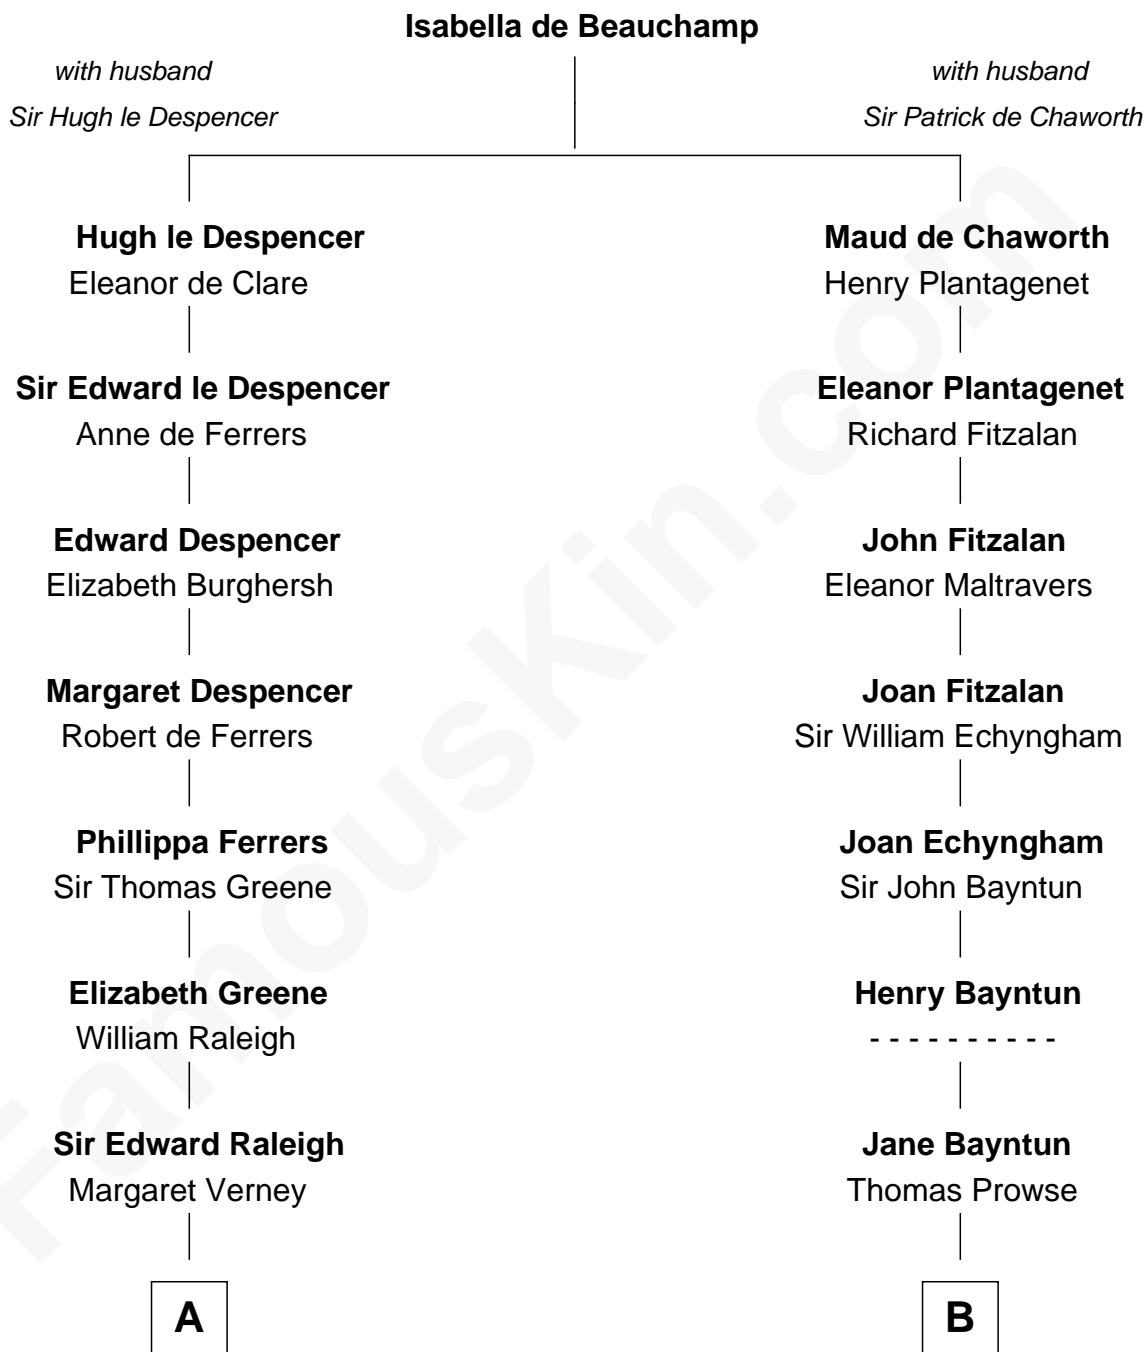 Isabella de Beauchamp
with husband
Sir Hugh le Despencer
with husband
Sir Patrick de Chaworth
Hugh le Despencer
Eleanor de Clare
Sir Edward le Despencer
Anne de Ferrers
Edward Despencer
Elizabeth Burghersh
Margaret Despencer
Robert de Ferrers
Phillippa Ferrers
Sir Thomas Greene
Elizabeth Greene
William Raleigh
Sir Edward Raleigh
Margaret Verney
A
Maud de Chaworth
Henry Plantagenet
Eleanor Plantagenet
Richard Fitzalan
John Fitzalan
Eleanor Maltravers
Joan Fitzalan
Sir William Echyngham
Joan Echyngham
Sir John Bayntun
Henry Bayntun
- - - - - - - - - -
Jane Bayntun
Thomas Prowse
B
FamousKin.com